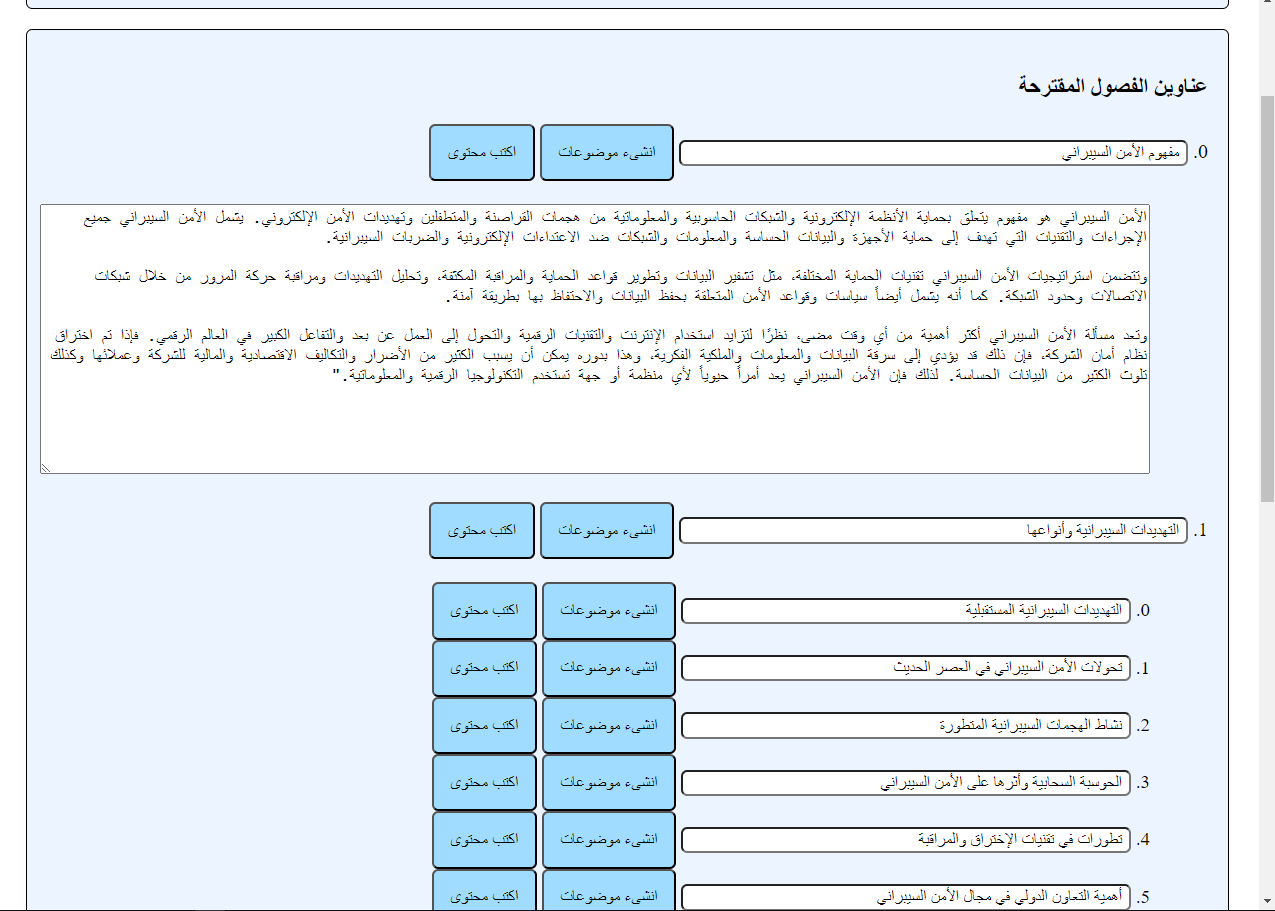 عناوين الفصول المقترحة
0. مفهوم الأمن السيبراني انشىء موضوعات اكتب محتوى
الأمن السيبراني هو مفهوم يتعلق بحماية الأنظمة الإلكترونية والشبكات الحاسوبية والمعلوماتية من هجمات القراصنة والمتطفلين وتهديدات الأمن الإلكتروني. يشمل الأمن السيبراني جميع
الإجراءات والتقنيات التي تهدف إلى حماية الأجهزة والبيانات الحساسة والمعلومات والشبكات ضد الاعتداءات الإلكترونية والضربات السيبرانية.
وتتضمن استراتيجيات الأمن السيبراني تقنيات الحماية المختلفة، مثل تشفير البيانات وتطوير قواعد الحماية والمراقبة المكثفة، وتحليل التهديدات ومراقبة حركة المرور من خلال شبكات
الاتصالات وحدود الشبكة. كما أنه يشمل أيضاً سياسات وقواعد الأمن المتعلقة بحفظ البيانات والاحتفاظ بها بطريقة آمنة.
وتعد مسألة الأمن السيبراني أكثر أهمية من أي وقت مضى، نظرًا لتزايد استخدام الإنترنت والتقنيات الرقمية والتحول إلى العمل عن بعد والتفاعل الكبير في العالم الرقمي. فإذا تم اختراق
نظام أمان الشركة، فإن ذلك قد يؤدي إلى سرقة البيانات والمعلومات والملكية الفكرية، وهذا بدوره يمكن أن يسبب الكثير من الأضرار والتكاليف الاقتصادية والمالية للشركة وعملائها وكذلك
تلوث الكثير من البيانات الحساسة. لذلك فإن الأمن السيبراني يعد أمراً حيوياً لأي منظمة أو جهة تستخدم التكنولوجيا الرقمية والمعلوماتية."
1. التهديدات السيبرانية وأنواعها انشىء موضوعات اكتب محتوى
0. التهديدات السيبرانية المستقبلية انشىء موضوعات اكتب محتوى
1. تحولات الأمن السيبراني في العصر الحديث انشىء موضوعات اكتب محتوى
2. نشاط الهجمات السيبرانية المتطورة انشىء موضوعات اكتب محتوى
3. الحوسبة السحابية وأثرها على الأمن السيبراني انشىء موضوعات اكتب محتوى
4. تطورات في تقنيات الإختراق والمراقبة انشىء موضوعات اكتب محتوى
5. أهمية التعاون الدولي في مجال الأمن السيبراني انشىء موضوعات اكتب محتوى